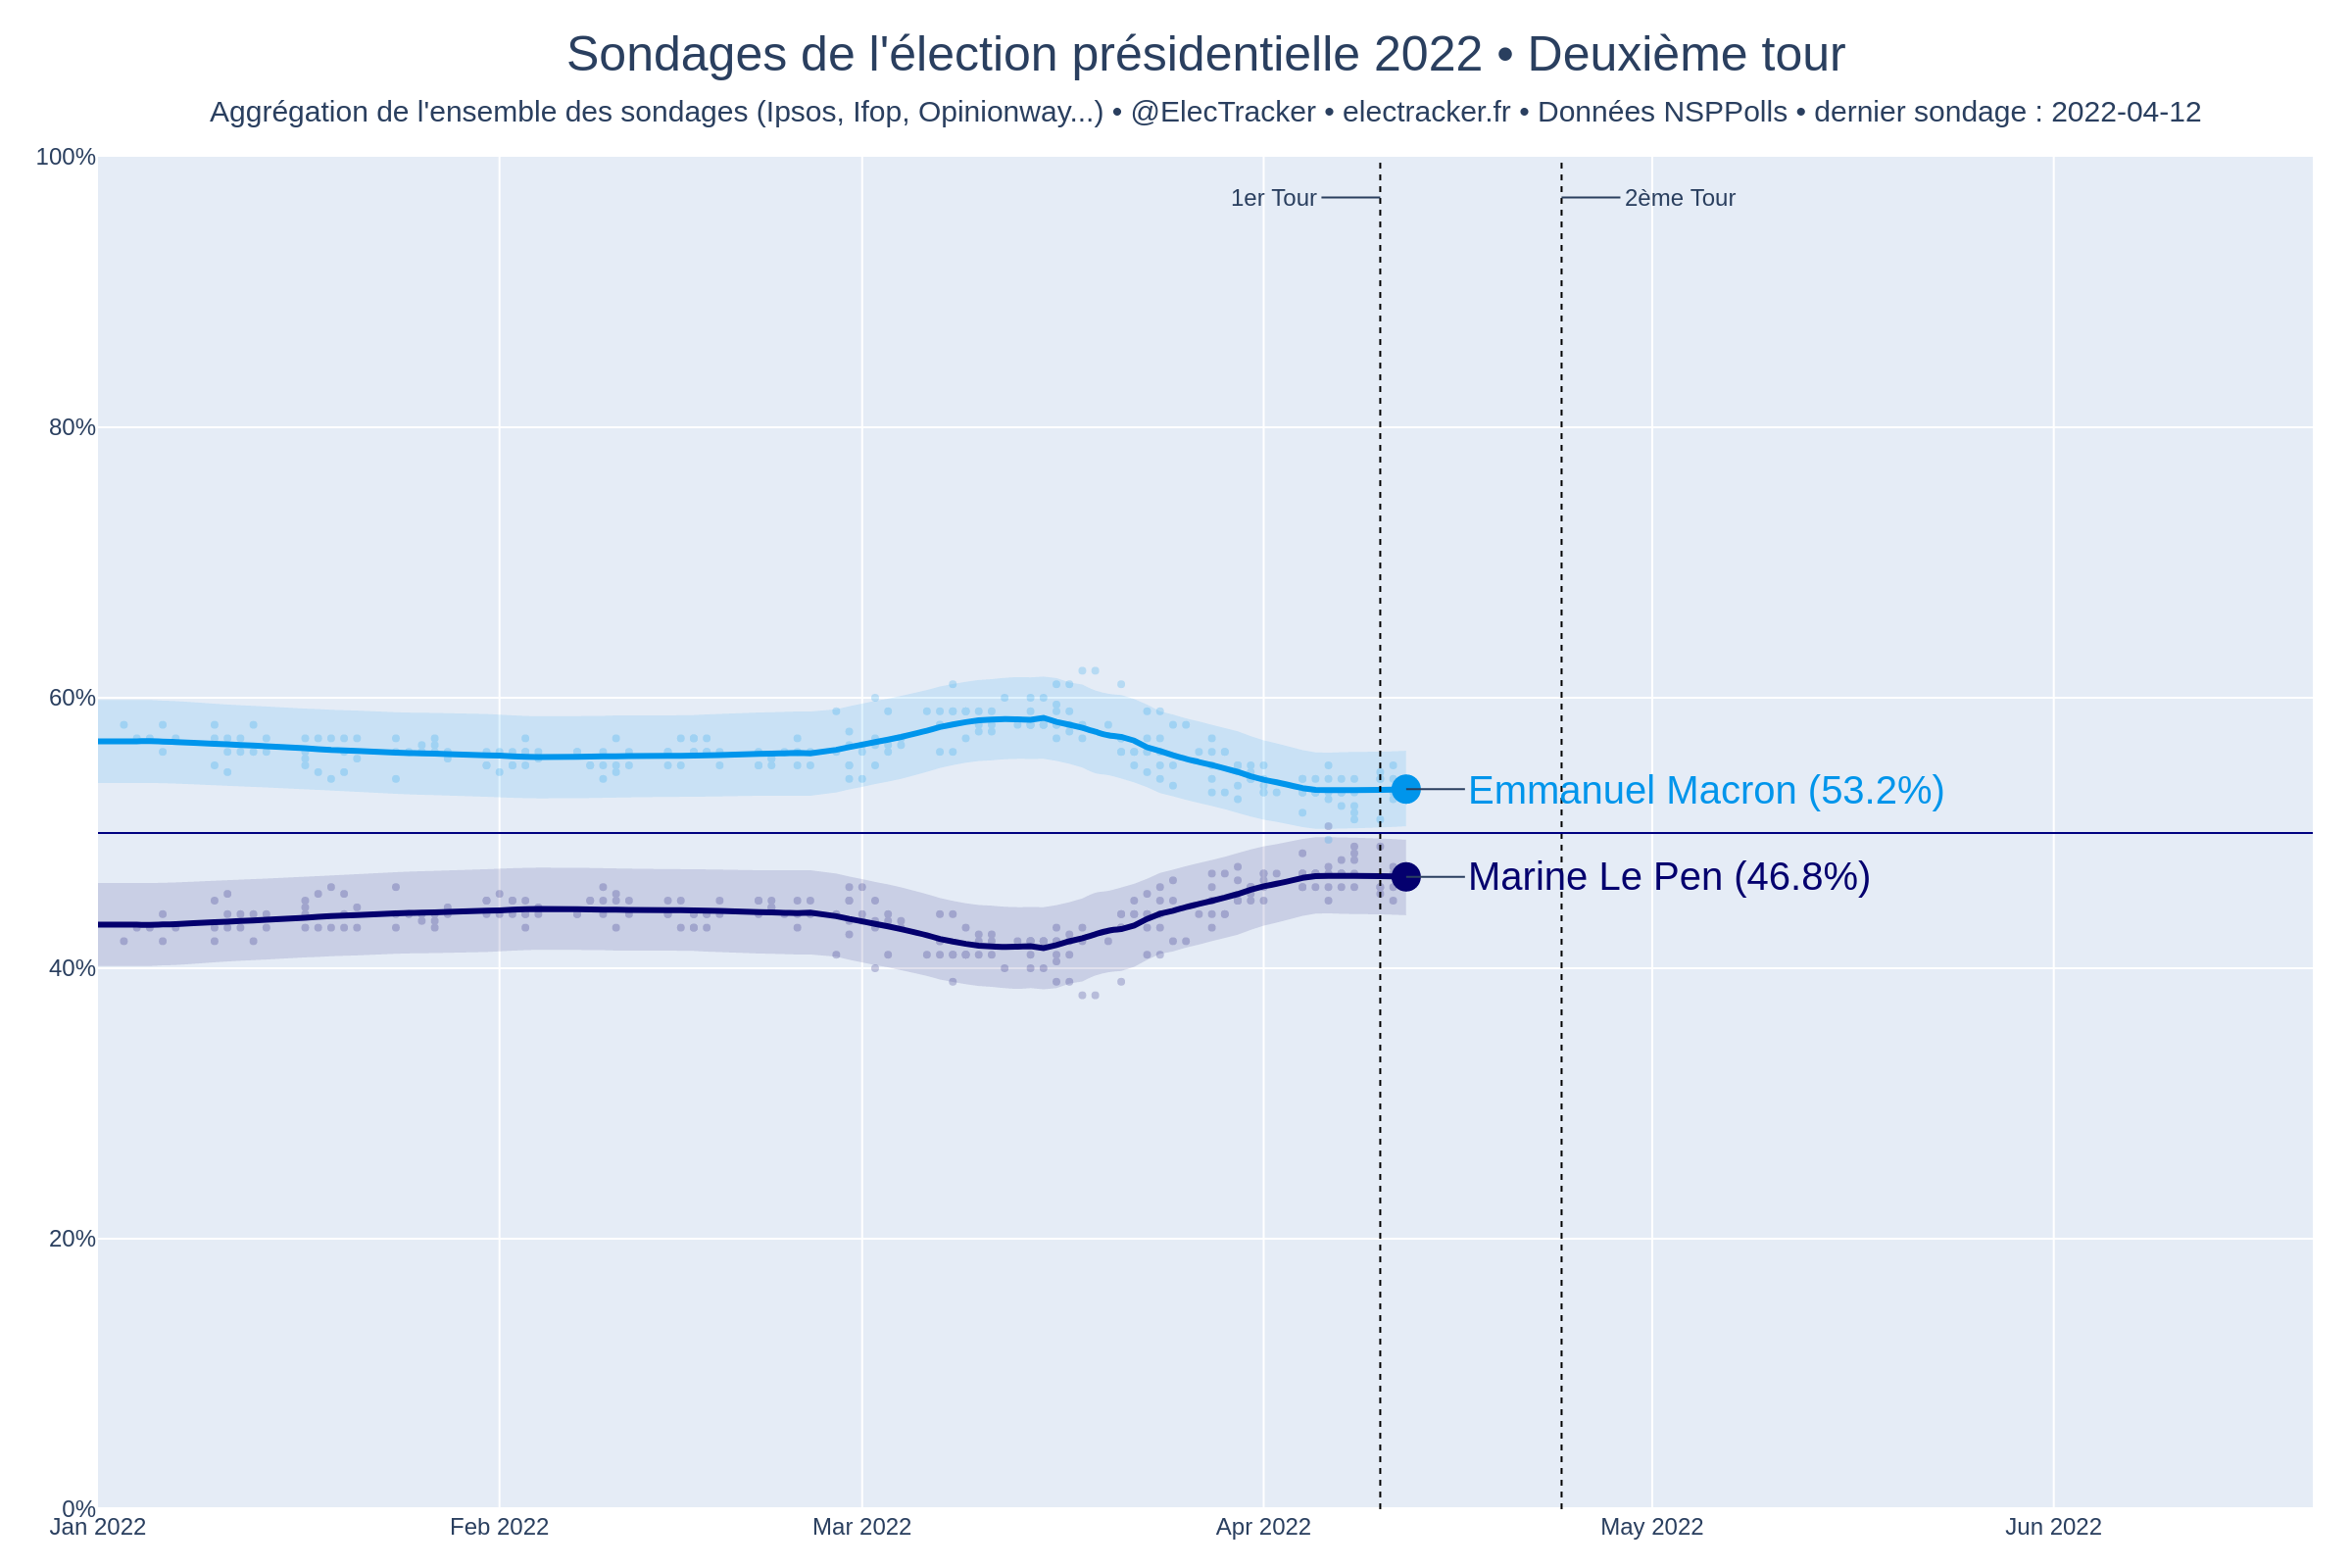 Sondages de l'élection présidentielle 2022 • Deuxième tour
Aggrégation de l'ensemble des sondages (Ipsos, Ifop, Opinionway...) • @ElecTracker • electracker.fr • Données NSPPolls • dernier sondage : 2022-04-12
100%
1er Tour
2ème Tour
80%
60%
Emmanuel Macron (53.2%)
Marine Le Pen (46.8%)
40%
20%
0%
Jan 2022
Feb 2022
Mar 2022
Apr 2022
May 2022
Jun 2022